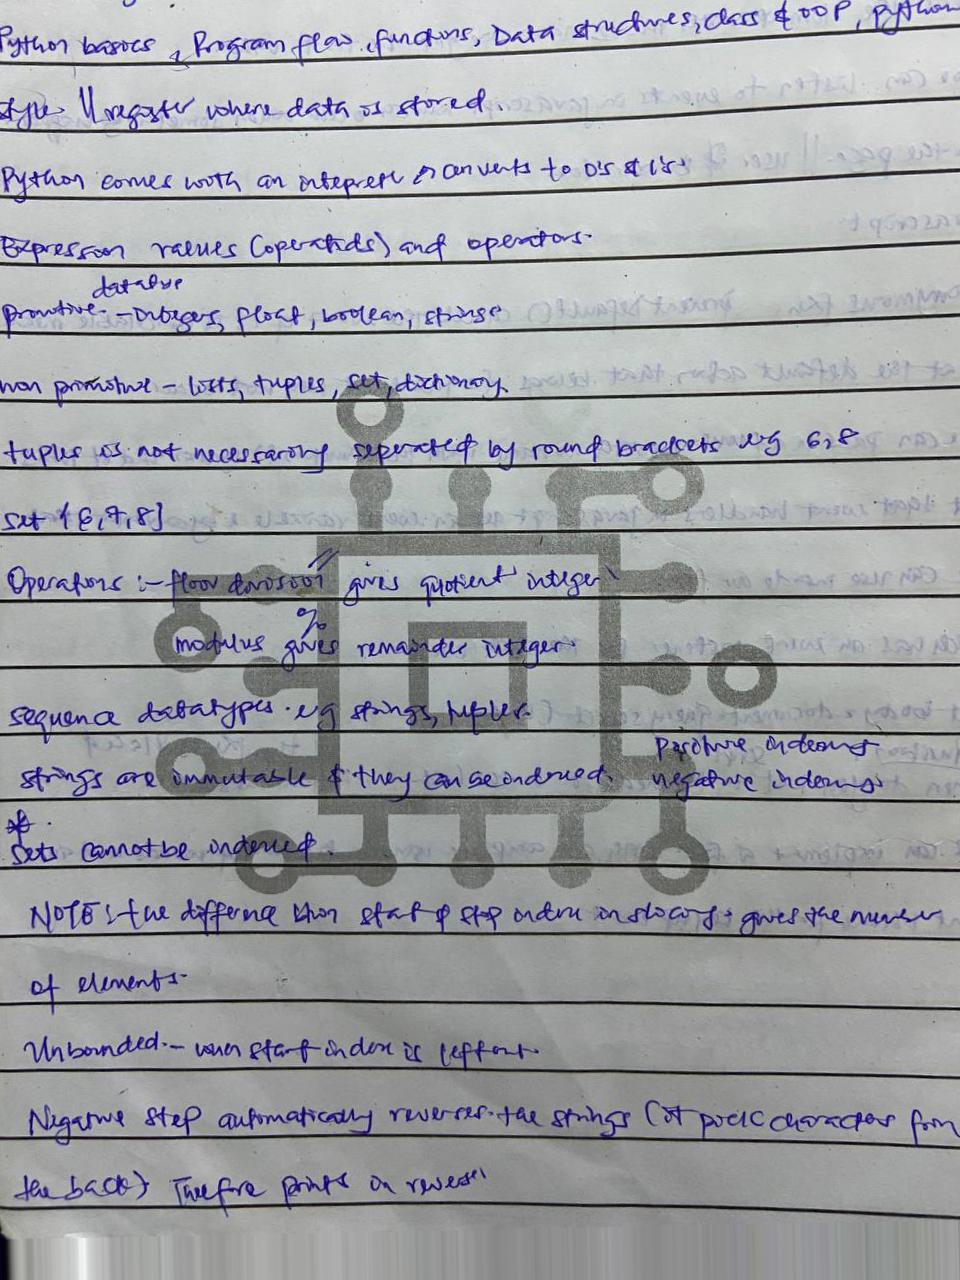 Python basics, Program flow, functions, Data structures, class & OOP, Python
style. || register where data is stored.
Python comes with an intepreter converts to 0's & 1's.
Expression values (operands) and operators.
datatype
primitive - Integers, float, boolean, strings
non primitive - lists, tuples, set, dictionary.
tuples is not necessarily seperated by round brackets eg 6,8
set {6,7,8}
Operators :- floor division // gives quotient integer
%
modulus gives remainder integer.
sequence datatypes. eg strings, tuples.
positive indexing
strings are immutable & they can be indexed. negative indexing
Sets cannot be indexed.
NOTE: the differnce btwn start & stop index in slicing gives the number
of elements.
Unbounded - when start index is left out.
Negative step automatically reverses the strings (it pick characters from
the back) Therefore prints in reverse